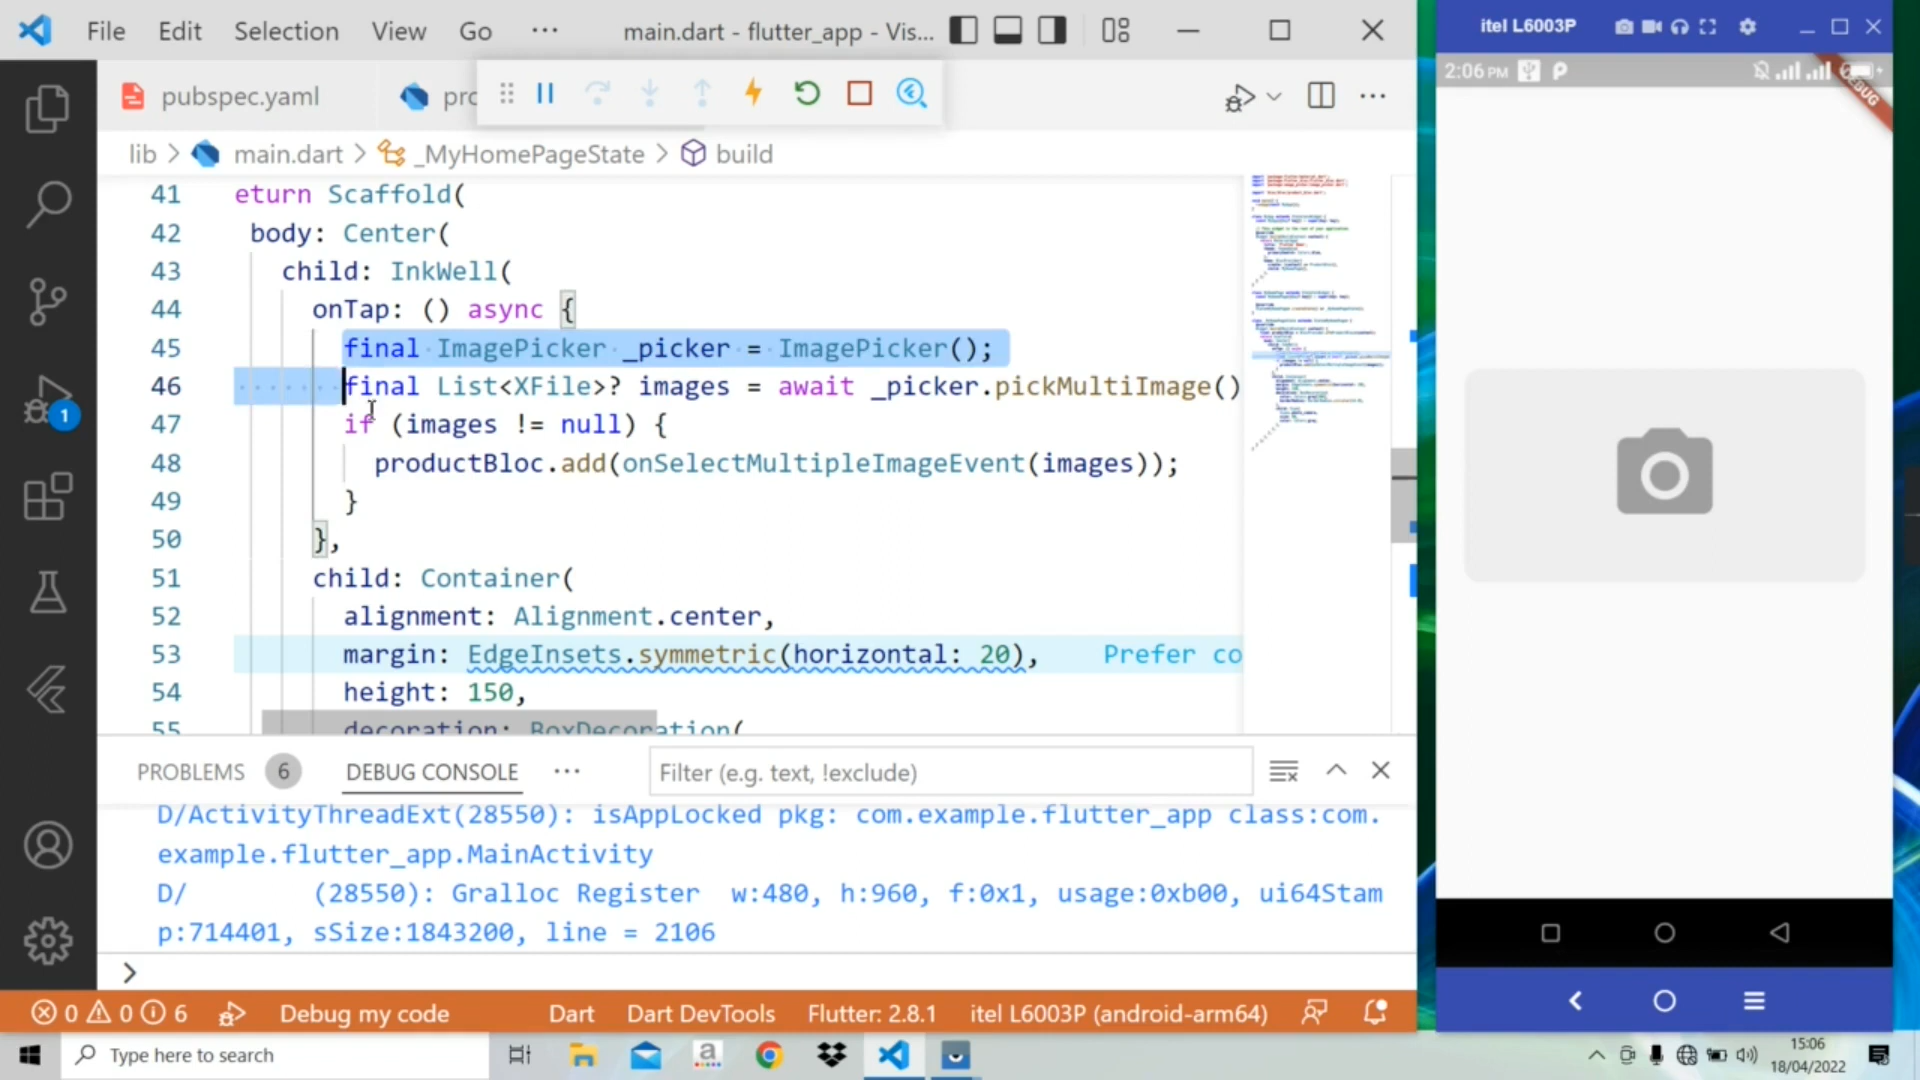 File Edit Selection View Go ··· main.dart - flutter_app - Vis...
itel L6003P
2:06 PM
DEBUG
pubspec.yaml
lib > main.dart > _MyHomePageState > build
41 eturn Scaffold(
42 body: Center(
43 child: InkWell(
44 onTap: () async {
45 final ImagePicker _picker = ImagePicker();
46 final List<XFile>? images = await _picker.pickMultiImage()
47 if (images != null) {
48 productBloc.add(onSelectMultipleImageEvent(images));
49 }
50 },
51 child: Container(
52 alignment: Alignment.center,
53 margin: EdgeInsets.symmetric(horizontal: 20), Prefer co
54 height: 150,
55 decoration: BoxDecoration(
PROBLEMS 6 DEBUG CONSOLE ··· Filter (e.g. text, !exclude)
D/ActivityThreadExt(28550): isAppLocked pkg: com.example.flutter_app class:com.
example.flutter_app.MainActivity
D/ (28550): Gralloc Register w:480, h:960, f:0x1, usage:0xb00, ui64Stam
p:714401, sSize:1843200, line = 2106
>
0 0 6 Debug my code Dart Dart DevTools Flutter: 2.8.1 itel L6003P (android-arm64)
Type here to search
15:06
18/04/2022